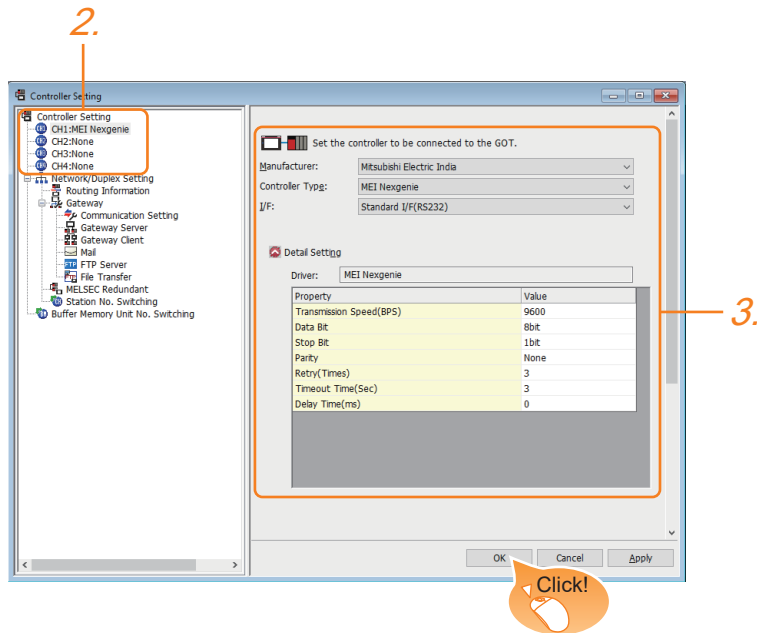 2.
Controller Setting
Controller Setting
CH1:MEI Nexgenie
CH2:None
CH3:None
CH4:None
Network/Duplex Setting
Routing Information
Gateway
Communication Setting
Gateway Server
Gateway Client
Mail
FTP Server
File Transfer
MELSEC Redundant
Station No. Switching
Buffer Memory Unit No. Switching
Set the controller to be connected to the GOT.
Manufacturer: Mitsubishi Electric India
Controller Type: MEI Nexgenie
I/F: Standard I/F(RS232)
Detail Setting
Driver: MEI Nexgenie
Property Value
Transmission Speed(BPS) 9600
Data Bit 8bit
Stop Bit 1bit
Parity None
Retry(Times) 3
Timeout Time(Sec) 3
Delay Time(ms) 0
3.
OK Cancel Apply
Click!